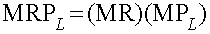 MRP_L = (MR)(MP_L)